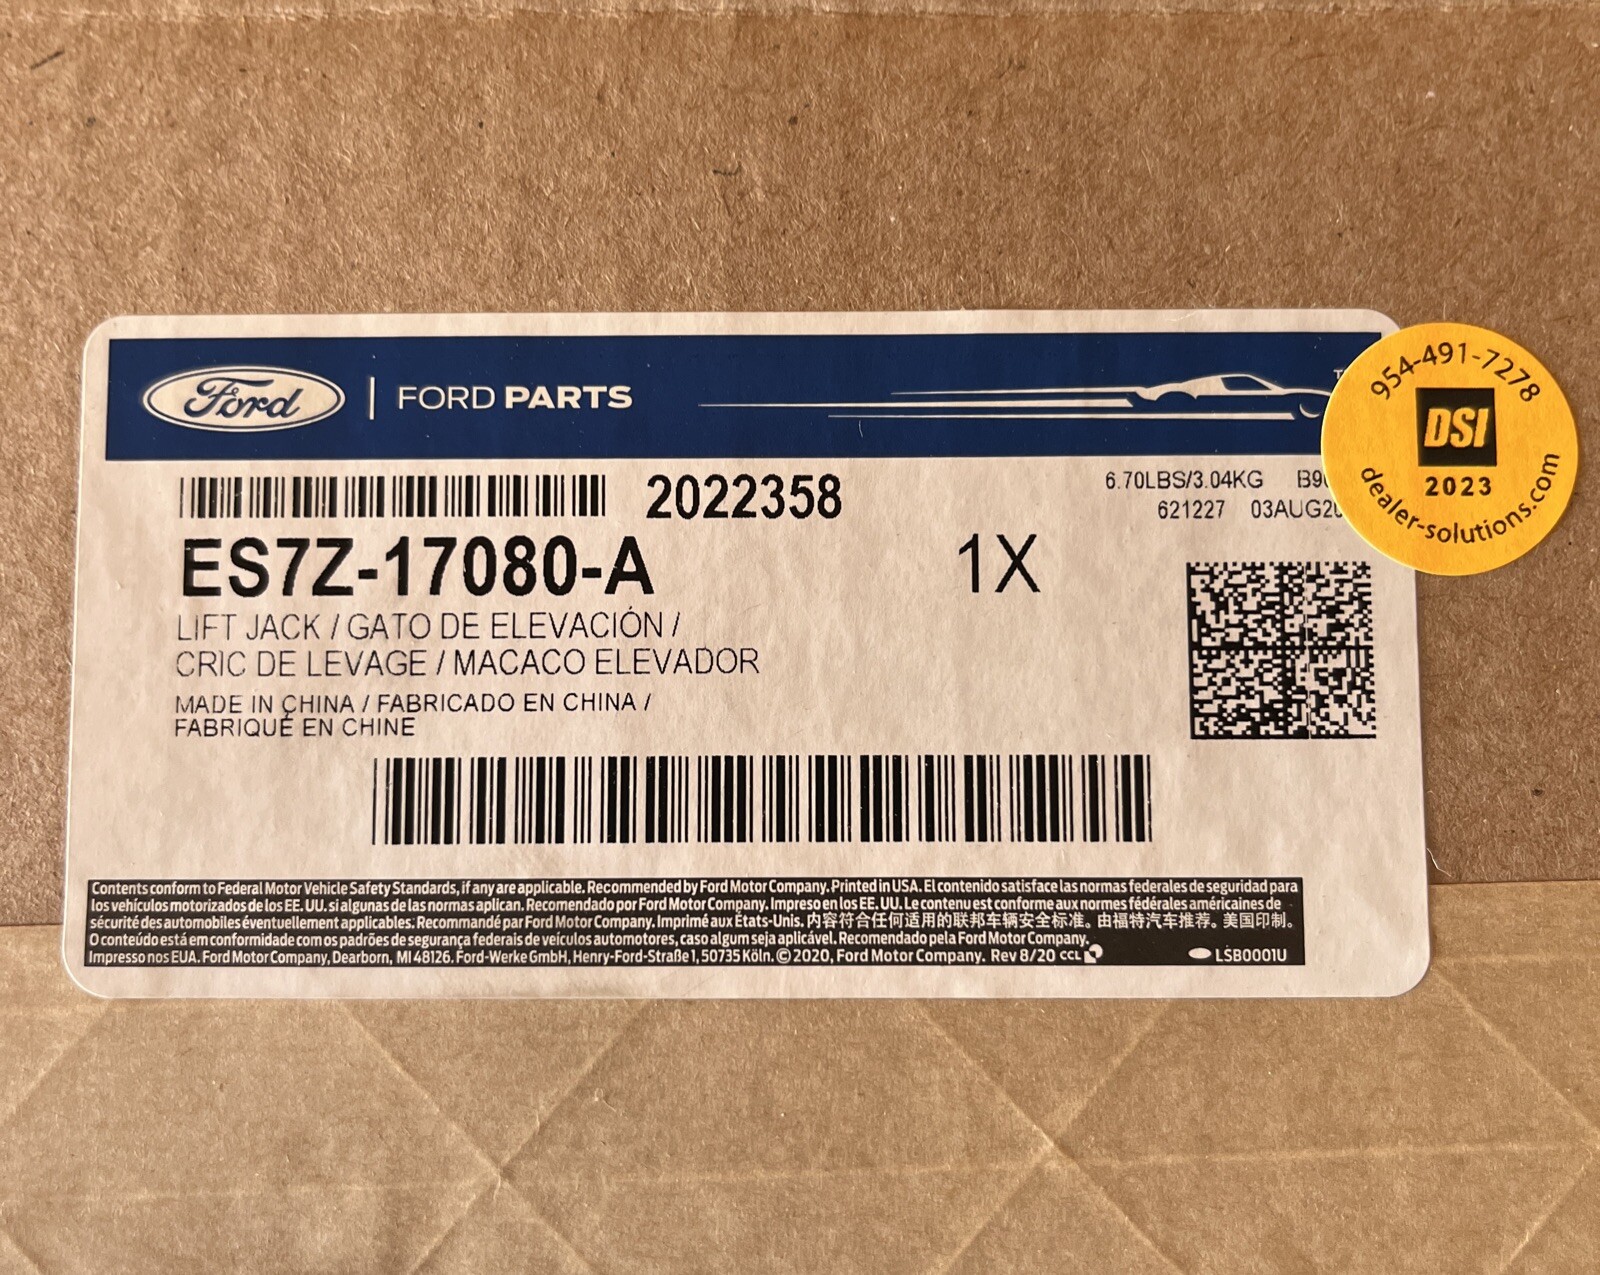 Ford | FORD PARTS
954-491-7278
DSI
2023
dealer-solutions.com
2022358
6.70LBS/3.04KG
621227 03AUG20
ES7Z-17080-A
1X
LIFT JACK / GATO DE ELEVACIÓN /
CRIC DE LEVAGE / MACACO ELEVADOR
MADE IN CHINA / FABRICADO EN CHINA /
FABRIQUÉ EN CHINE
Contents conform to Federal Motor Vehicle Safety Standards, if any are applicable. Recommended by Ford Motor Company. Printed in USA. El contenido satisface las normas federales de seguridad para
los vehículos motorizados de los EE. UU. si algunas de las normas aplican. Recomendado por Ford Motor Company. Impreso en los EE. UU. Le contenu est conforme aux normes fédérales américaines de
sécurité des automobiles éventuellement applicables. Recommandé par Ford Motor Company. Imprimé aux États-Unis. 内容符合任何适用的联邦车辆安全标准。由福特汽车推荐。美国印制。
O conteúdo está em conformidade com os padrões de segurança federais de veículos automotores, caso algum seja aplicável. Recomendado pela Ford Motor Company.
Impresso nos EUA. Ford Motor Company, Dearborn, MI 48126. Ford-Werke GmbH, Henry-Ford-Straße 1, 50735 Köln. © 2020, Ford Motor Company. Rev 8/20 CCL
LSB0001U